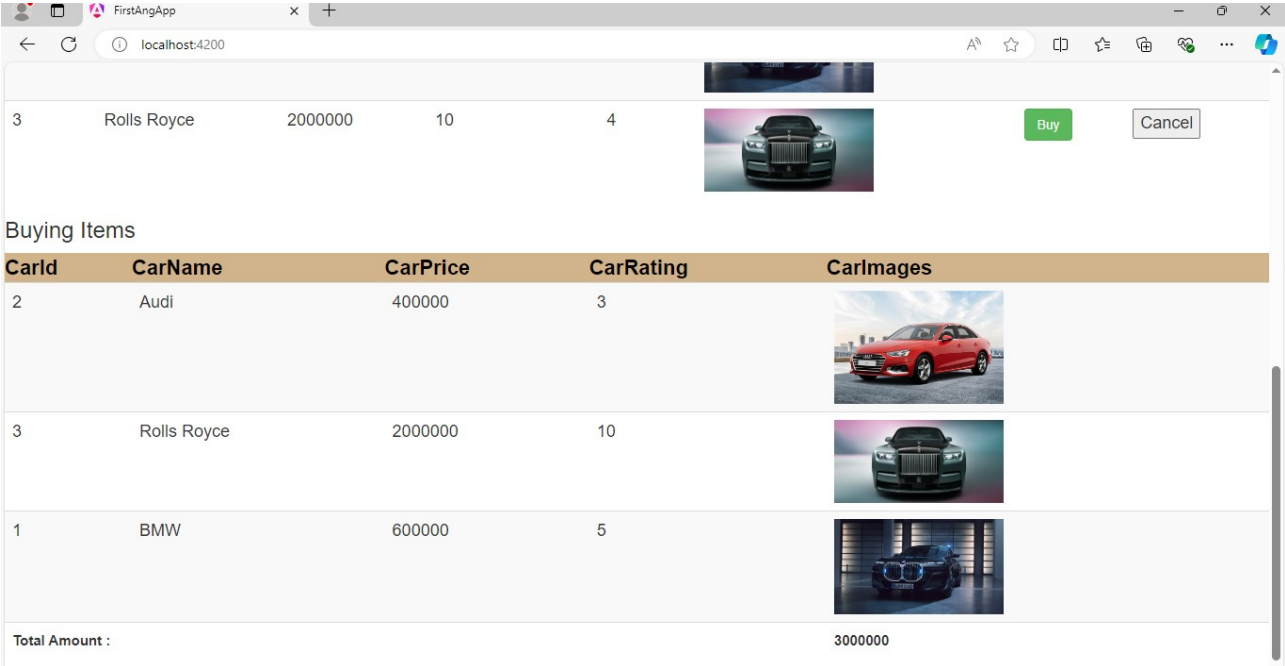 FirstAngApp
localhost:4200
3 Rolls Royce 2000000 10 4 Buy Cancel
Buying Items
CarId CarName CarPrice CarRating CarImages
2 Audi 400000 3
3 Rolls Royce 2000000 10
1 BMW 600000 5
Total Amount : 3000000